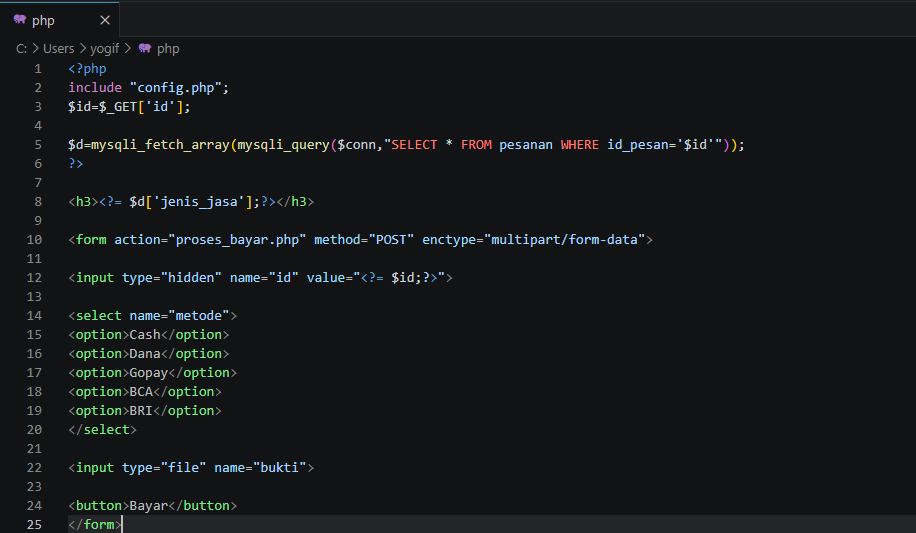 php ×
C: > Users > yogif > php
1 <?php
2 include "config.php";
3 $id=$_GET['id'];
4
5 $d=mysqli_fetch_array(mysqli_query($conn,"SELECT * FROM pesanan WHERE id_pesan='$id'"));
6 ?>
7
8 <h3><?= $d['jenis_jasa'];?></h3>
9
10 <form action="proses_bayar.php" method="POST" enctype="multipart/form-data">
11
12 <input type="hidden" name="id" value="<?= $id;?>">
13
14 <select name="metode">
15 <option>Cash</option>
16 <option>Dana</option>
17 <option>Gopay</option>
18 <option>BCA</option>
19 <option>BRI</option>
20 </select>
21
22 <input type="file" name="bukti">
23
24 <button>Bayar</button>
25 </form>